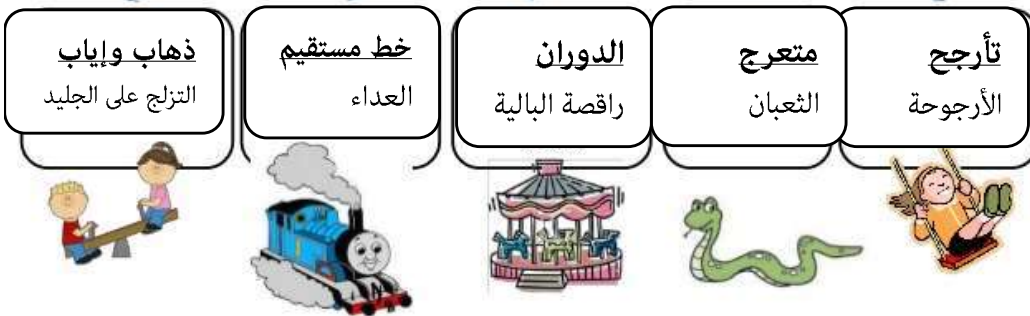 تأرجح
الأرجوحة
متعرج
الثعبان
الدوران
راقصة البالية
خط مستقيم
العداء
ذهاب وإياب
التزلج على الجليد